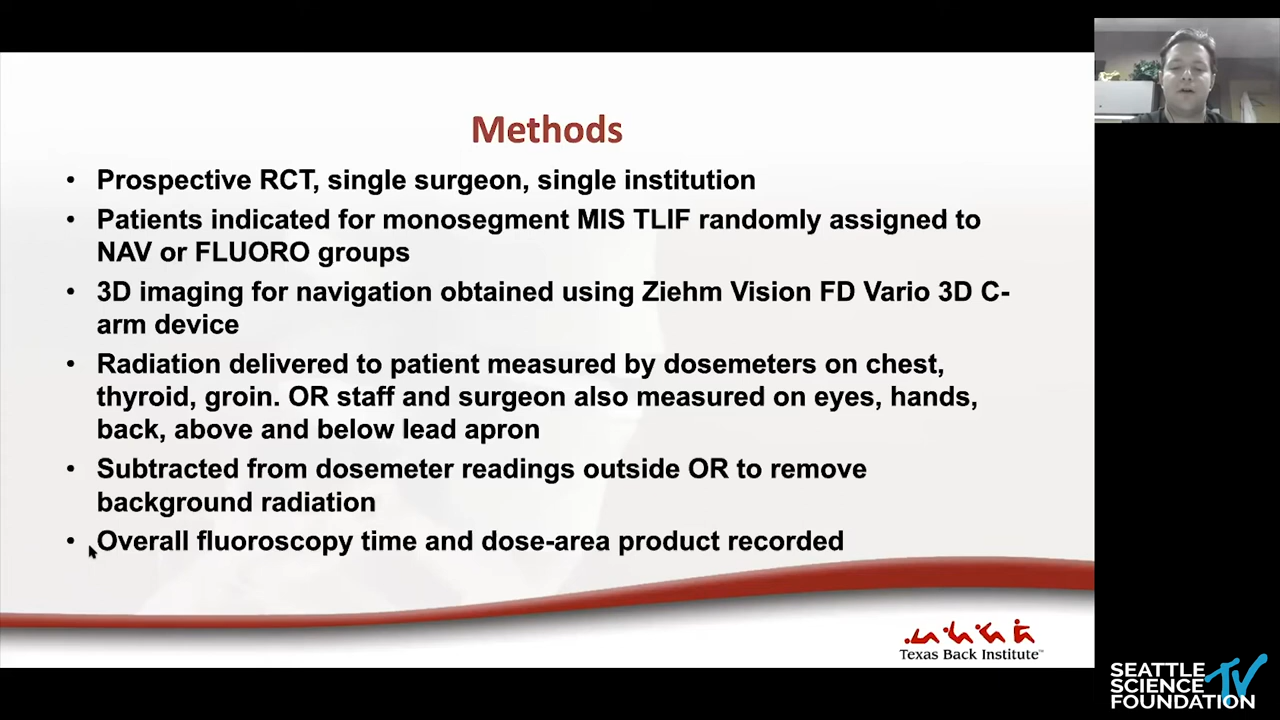 Methods
• Prospective RCT, single surgeon, single institution
• Patients indicated for monosegment MIS TLIF randomly assigned to
NAV or FLUORO groups
• 3D imaging for navigation obtained using Ziehm Vision FD Vario 3D C-
arm device
• Radiation delivered to patient measured by dosemeters on chest,
thyroid, groin. OR staff and surgeon also measured on eyes, hands,
back, above and below lead apron
• Subtracted from dosemeter readings outside OR to remove
background radiation
• Overall fluoroscopy time and dose-area product recorded
Texas Back Institute™
SEATTLE
SCIENCE TV
FOUNDATION